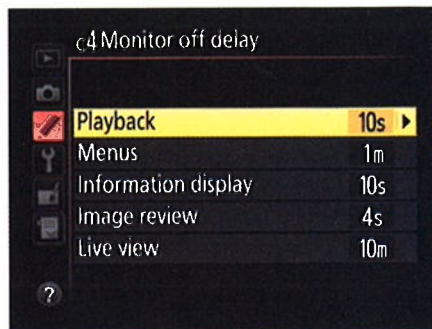 c4 Monitor off delay
Playback 10s
Menus 1m
Information display 10s
Image review 4s
Live view 10m
?